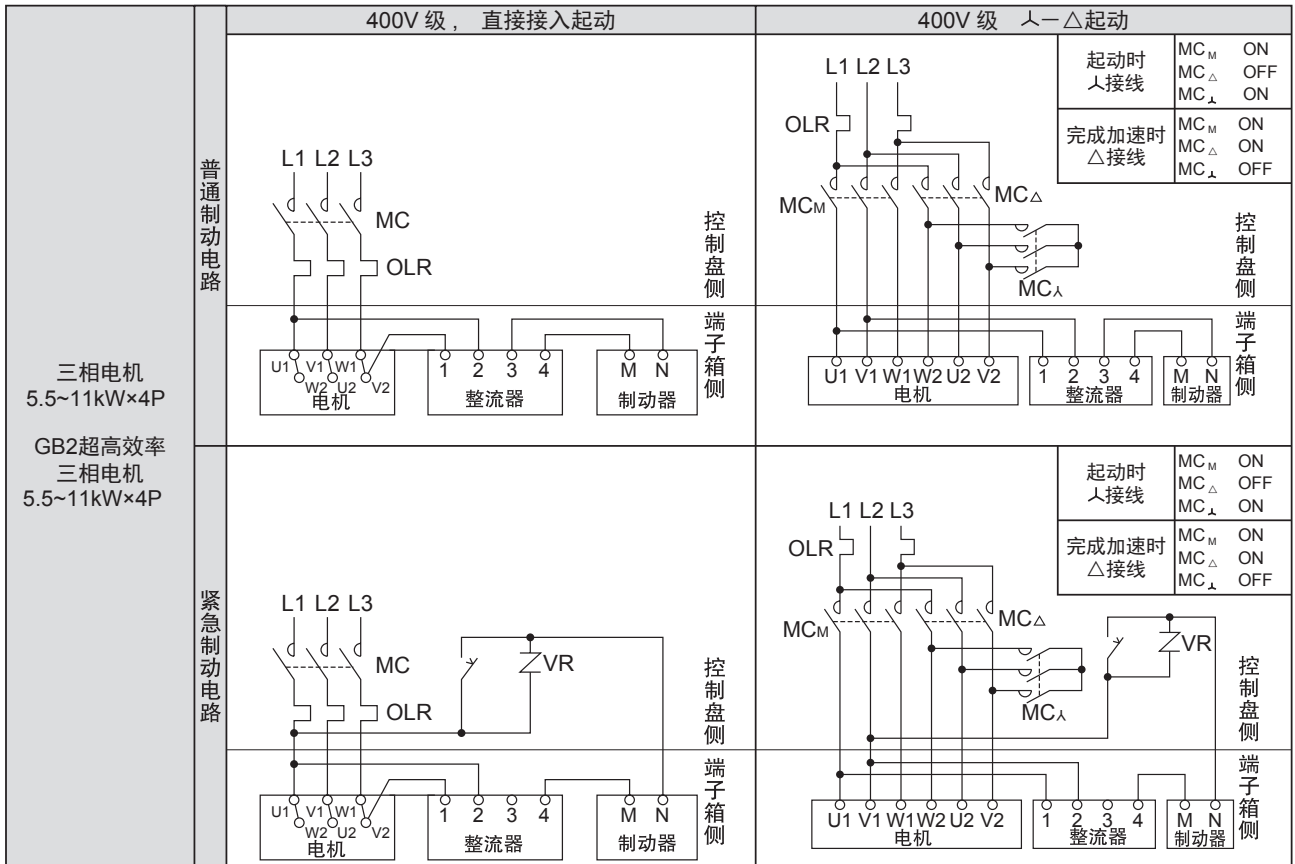 400V 级， 直接接入起动
400V 级 人－△起动
三相电机
5.5~11kW×4P
GB2超高效率
三相电机
5.5~11kW×4P
普通制动电路
L1 L2 L3
MC
OLR
控制盘侧
端子箱侧
U1 V1 W1
W2 U2 V2
电机
1 2 3 4
整流器
M N
制动器
L1 L2 L3
OLR
起动时
人接线
MCM ON
MC△ OFF
MC人 ON
完成加速时
△接线
MCM ON
MC△ ON
MC人 OFF
MCM
MC△
MC人
控制盘侧
端子箱侧
U1 V1 W1 W2 U2 V2
电机
1 2 3 4
整流器
M N
制动器
紧急制动电路
L1 L2 L3
MC
OLR
VR
控制盘侧
端子箱侧
U1 V1 W1
W2 U2 V2
电机
1 2 3 4
整流器
M N
制动器
L1 L2 L3
OLR
起动时
人接线
MCM ON
MC△ OFF
MC人 ON
完成加速时
△接线
MCM ON
MC△ ON
MC人 OFF
MCM
MC△
MC人
VR
控制盘侧
端子箱侧
U1 V1 W1 W2 U2 V2
电机
1 2 3 4
整流器
M N
制动器